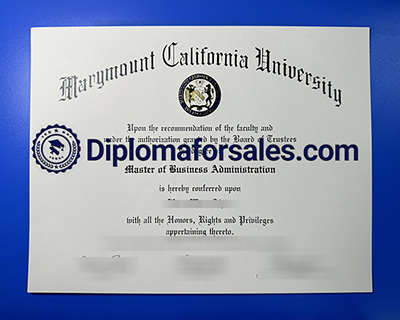 Marymount California University
Upon the recommendation of the faculty and
under the authorization granted by the Board of Trustees
Diplomaforsales.com
Master of Business Administration
is hereby conferred upon
with all the Honors, Rights and Privileges
appertaining thereto.